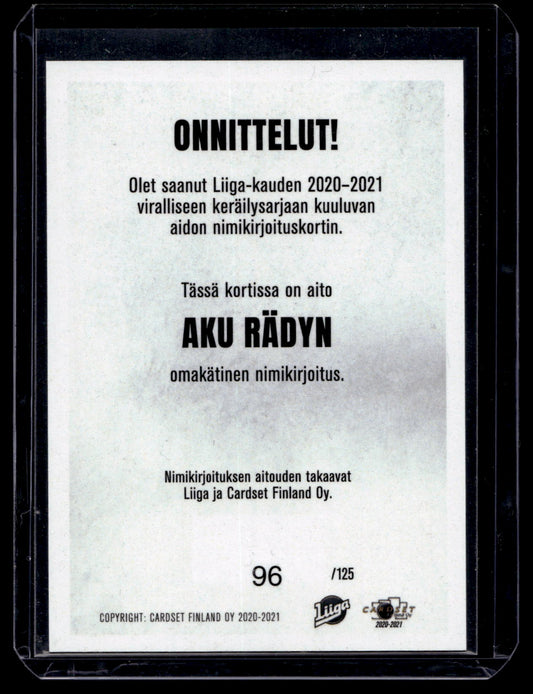 ONNITTELUT!
Olet saanut Liiga-kauden 2020–2021
viralliseen keräilysarjaan kuuluvan
aidon nimikirjoituskortin.
Tässä kortissa on aito
AKU RÄDYN
omakätinen nimikirjoitus.
Nimikirjoituksen aitouden takaavat
Liiga ja Cardset Finland Oy.
96 /125
COPYRIGHT: CARDSET FINLAND OY 2020-2021
Liiga
CARDSET
2020-2021